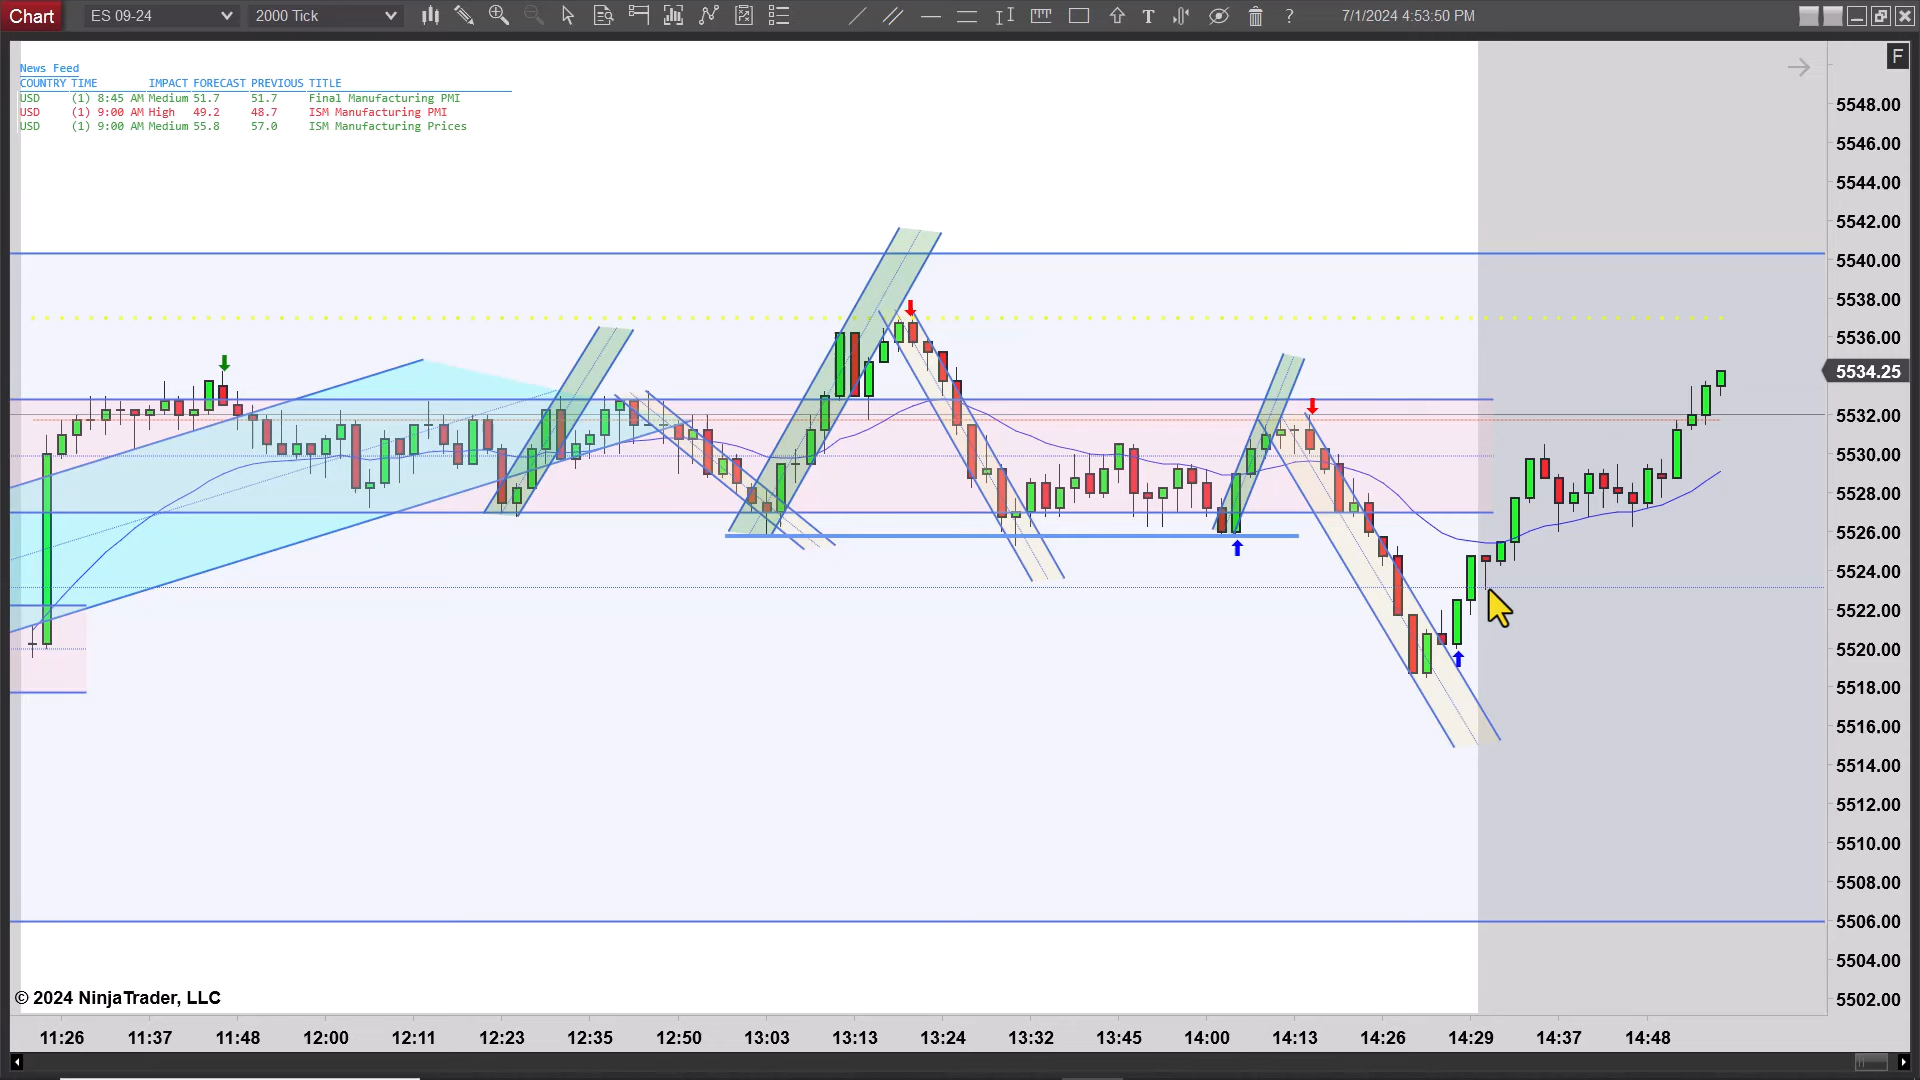 Chart ES 09-24 2000 Tick T ? 7/1/2024 4:53:50 PM
F
News Feed
COUNTRY TIME IMPACT FORECAST PREVIOUS TITLE
USD (1) 8:45 AM Medium 51.7 51.7 Final Manufacturing PMI
USD (1) 9:00 AM High 49.2 48.7 ISM Manufacturing PMI
USD (1) 9:00 AM Medium 55.8 57.0 ISM Manufacturing Prices
5548.00
5546.00
5544.00
5542.00
5540.00
5538.00
5536.00
5534.25
5532.00
5530.00
5528.00
5526.00
5524.00
5522.00
5520.00
5518.00
5516.00
5514.00
5512.00
5510.00
5508.00
5506.00
5504.00
5502.00
© 2024 NinjaTrader, LLC
11:26 11:37 11:48 12:00 12:11 12:23 12:35 12:50 13:03 13:13 13:24 13:32 13:45 14:00 14:13 14:26 14:29 14:37 14:48